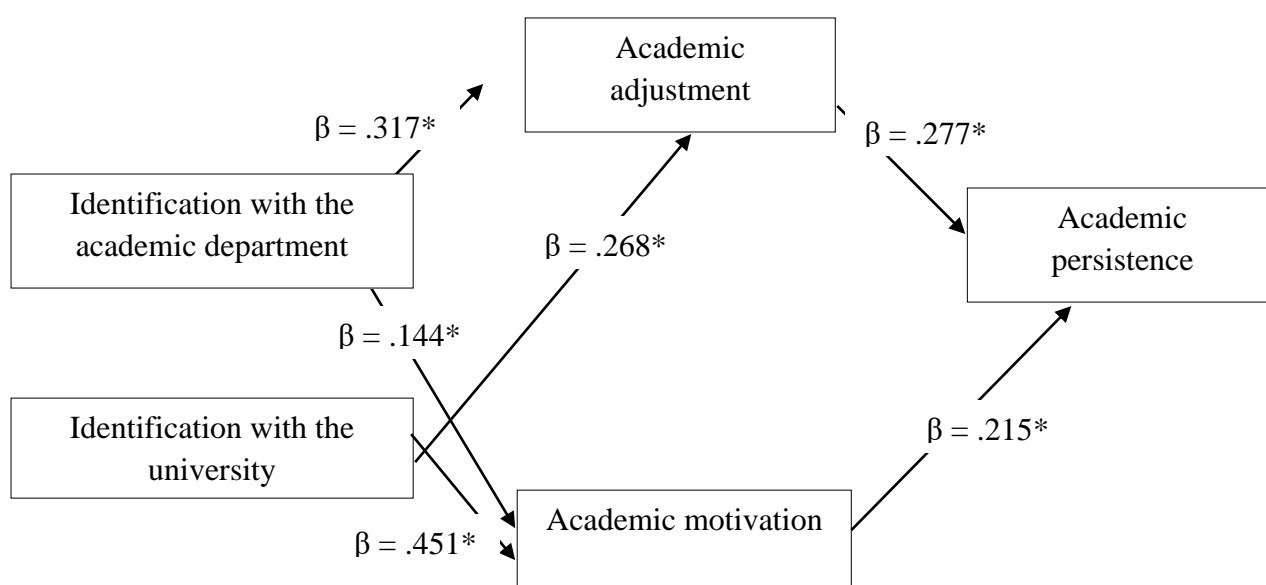 Academic
adjustment
β = .317*
β = .277*
Identification with the
academic department
Academic
persistence
β = .268*
β = .144*
Identification with the
university
β = .215*
Academic motivation
β = .451*